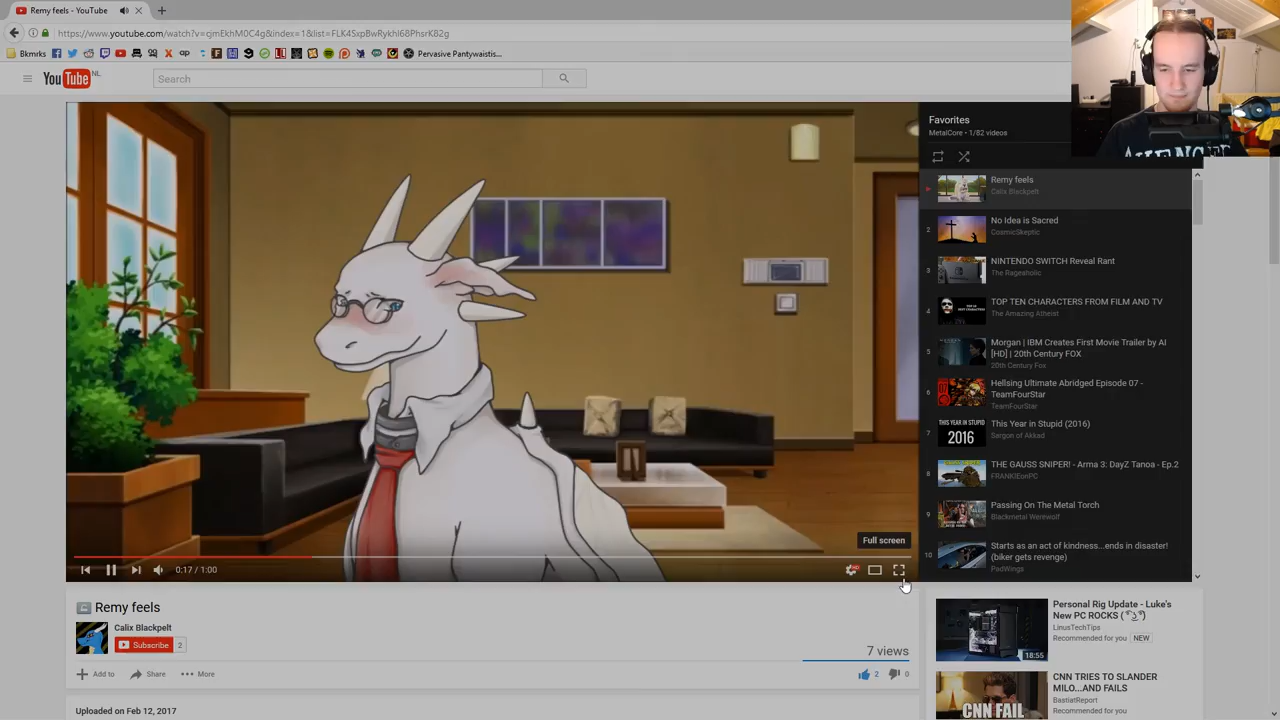 Remy feels - YouTube
https://www.youtube.com/watch?v=cjmEkhM0C4g&index=1&list=FLK4SxpBwRykhI68PhsrK82g
Bkmrks
Pervasive Pantywaistis...
YouTube NL
Search
Favorites
MetalCore • 1/82 videos
Remy feels
Calix Blackpelt
2
No Idea is Sacred
CosmicSkeptic
3
NINTENDO SWITCH Reveal Rant
The Rageaholic
4
TOP TEN CHARACTERS FROM FILM AND TV
The Amazing Atheist
5
Morgan | IBM Creates First Movie Trailer by AI
[HD] | 20th Century FOX
20th Century Fox
6
Hellsing Ultimate Abridged Episode 07 -
TeamFourStar
TeamFourStar
7
THIS YEAR IN STUPID
2016
This Year in Stupid (2016)
Sargon of Akkad
8
THE GAUSS SNIPER! - Arma 3: DayZ Tanoa - Ep.2
FRANKIEonPC
9
Passing On The Metal Torch
Blackmetal Werewolf
10
Starts as an act of kindness...ends in disaster!
(biker gets revenge)
PedWings
Full screen
0:17 / 1:00
HD
Remy feels
Calix Blackpelt
Subscribe 2
7 views
Add to
Share
More
2
0
Uploaded on Feb 12, 2017
Personal Rig Update - Luke's
New PC ROCKS ( ͡° ͜ʖ ͡°)
LinusTechTips
Recommended for you NEW
18:55
CNN TRIES TO SLANDER
MILO...AND FAILS
BastiatReport
Recommended for you
CNN FAIL